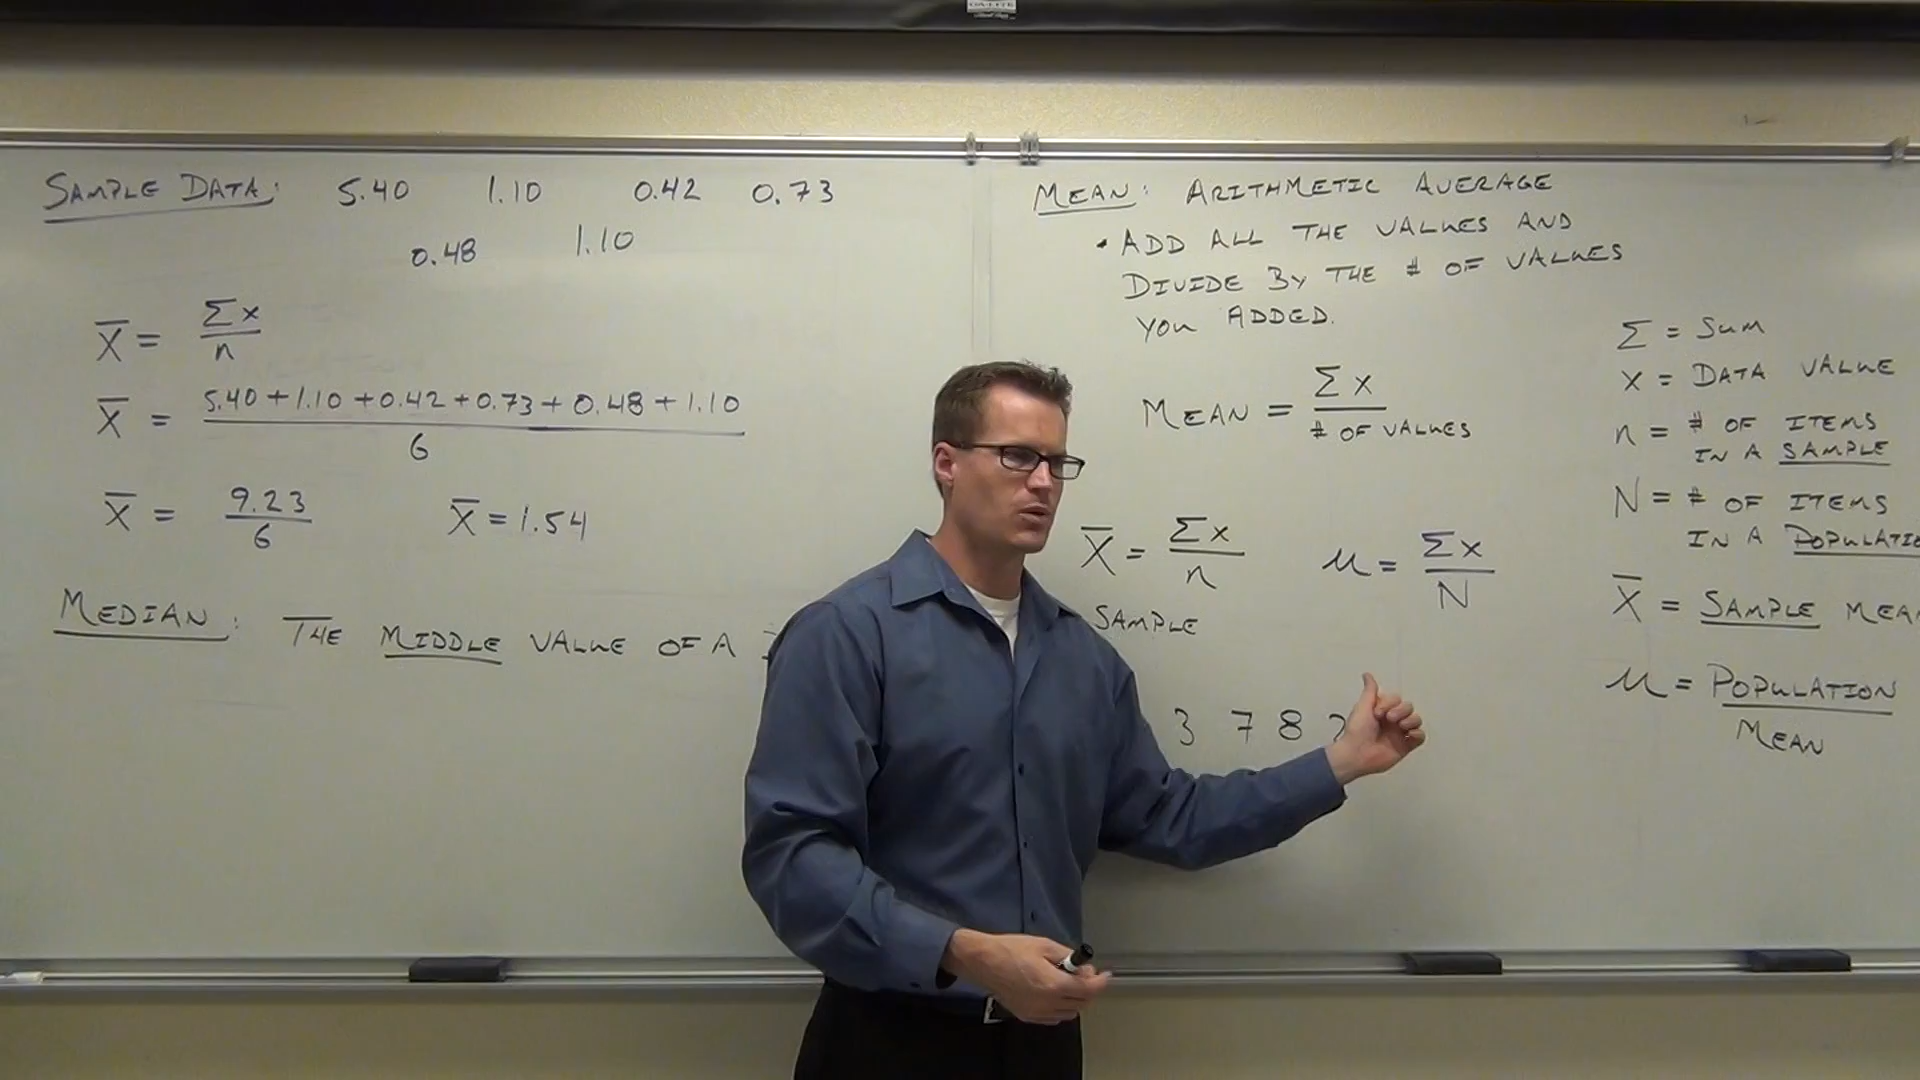 SAMPLE DATA: 5.40 1.10 0.42 0.73
0.48 1.10
X̅ = Σx / n
X̅ = 5.40 + 1.10 + 0.42 + 0.73 + 0.48 + 1.10 / 6
X̅ = 9.23 / 6 X̅ = 1.54
MEDIAN: THE MIDDLE VALUE OF A
MEAN: ARITHMETIC AVERAGE
• ADD ALL THE VALUES AND
DIVIDE BY THE # OF VALUES
YOU ADDED.
MEAN = Σx / # OF VALUES
X̅ = Σx / n μ = Σx / N
SAMPLE
3 7 8
Σ = SUM
x = DATA VALUE
n = # OF ITEMS
IN A SAMPLE
N = # OF ITEMS
IN A POPULATIO
X̅ = SAMPLE MEA
μ = POPULATION
MEAN